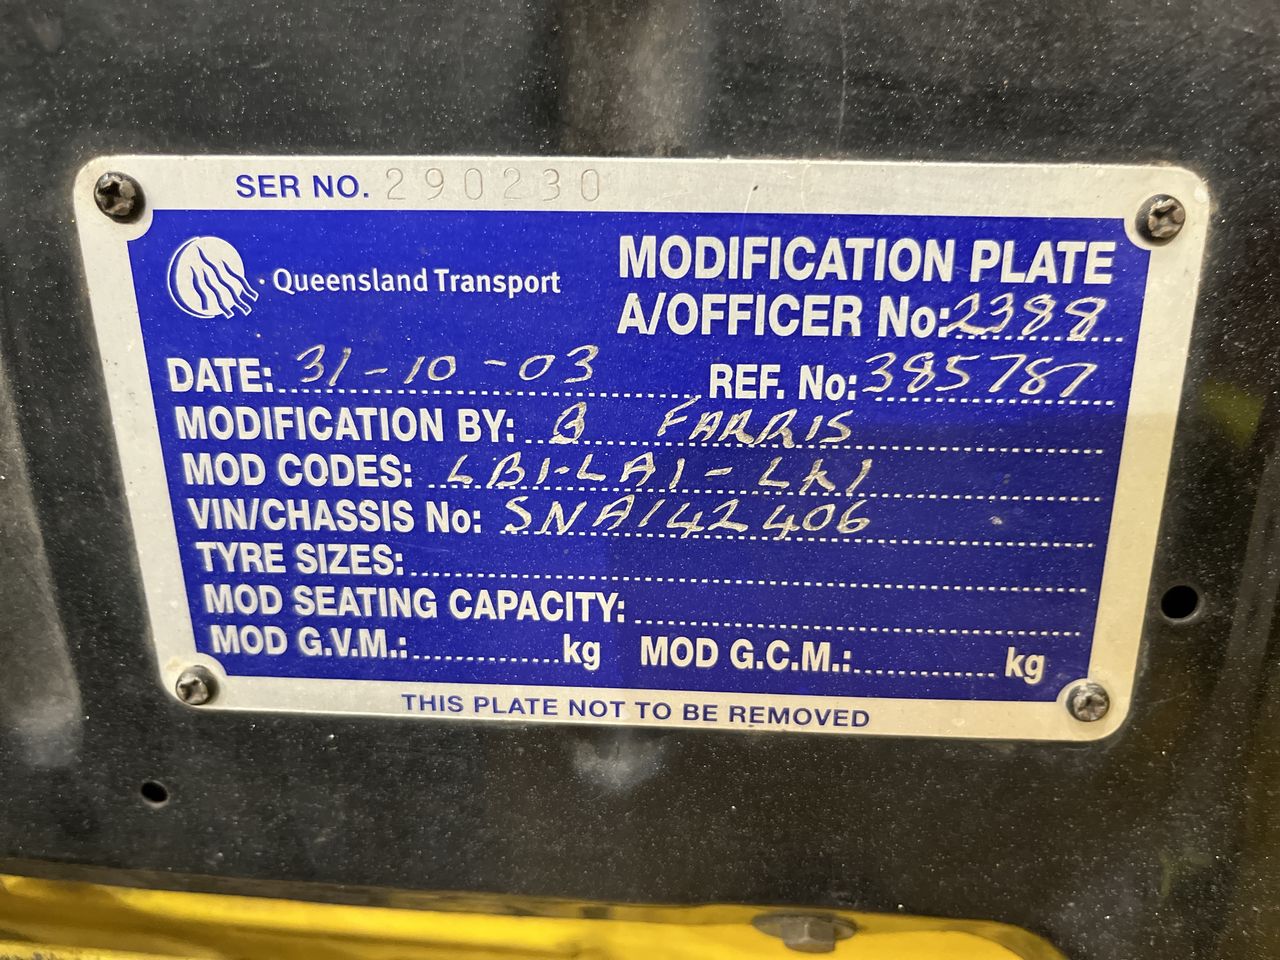 SER NO. 290230
Queensland Transport
MODIFICATION PLATE
A/OFFICER No: 2388
DATE: 31-10-03
REF. No: 385787
MODIFICATION BY: B FARRIS
MOD CODES: LB1-LA1-LK1
VIN/CHASSIS No: SNA142406
TYRE SIZES:
MOD SEATING CAPACITY:
MOD G.V.M.: kg MOD G.C.M.: kg
THIS PLATE NOT TO BE REMOVED